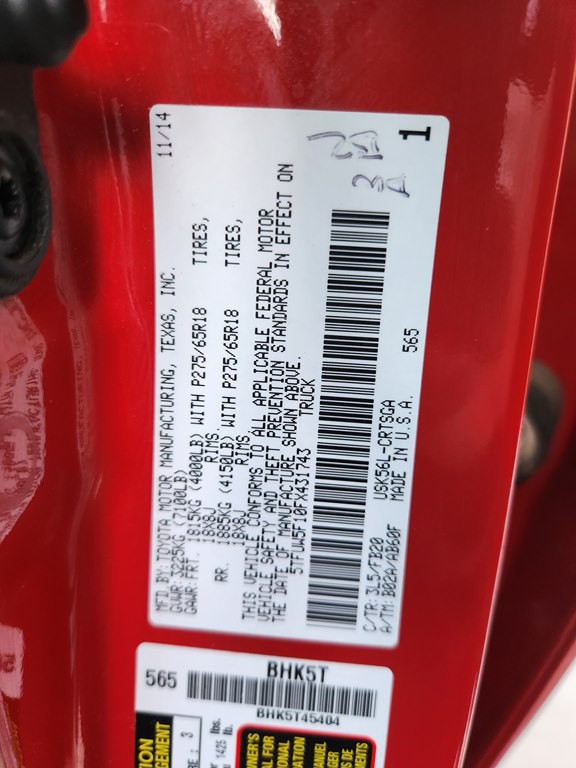 MFD.BY: TOYOTA MOTOR MANUFACTURING, TEXAS, INC. 11/14
GVWR: 3225KG (7100LB)
GAWR: FRT. 1815KG (4000LB) WITH P275/65R18 TIRES,
18X8J RIMS,
RR. 1885KG (4150LB) WITH P275/65R18 TIRES,
18X8J RIMS.
THIS VEHICLE CONFORMS TO ALL APPLICABLE FEDERAL MOTOR
VEHICLE SAFETY AND THEFT PREVENTION STANDARDS IN EFFECT ON
THE DATE OF MANUFACTURE SHOWN ABOVE.
5TFUW5F10FX431743 TRUCK
C/TR: 3L5/FB20 USK56L-CRTSGA 565
A/TM: B02A/AB60F MADE IN U.S.A.
3
A
1
565 BHK5T
BHK5T45404